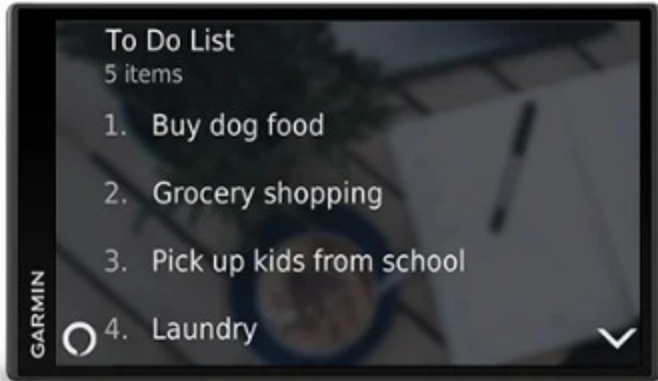 To Do List
5 items
1. Buy dog food
2. Grocery shopping
3. Pick up kids from school
4. Laundry
GARMIN